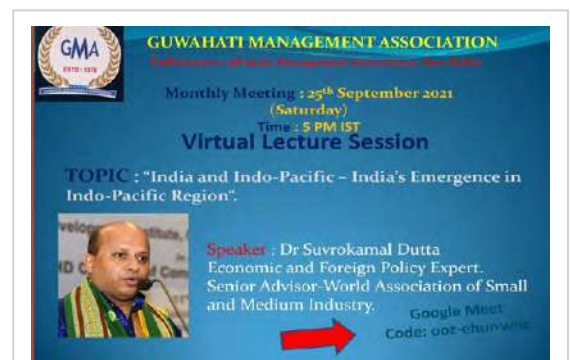 GMA
ESTD : 1978
GUWAHATI MANAGEMENT ASSOCIATION
Monthly Meeting : 25th September 2021
(Saturday)
Time : 5 PM IST
Virtual Lecture Session
TOPIC : "India and Indo-Pacific – India's Emergence in
Indo-Pacific Region".
Speaker : Dr Suvrokamal Dutta
Economic and Foreign Policy Expert.
Senior Advisor-World Association of Small
and Medium Industry.
Google Meet
Code: